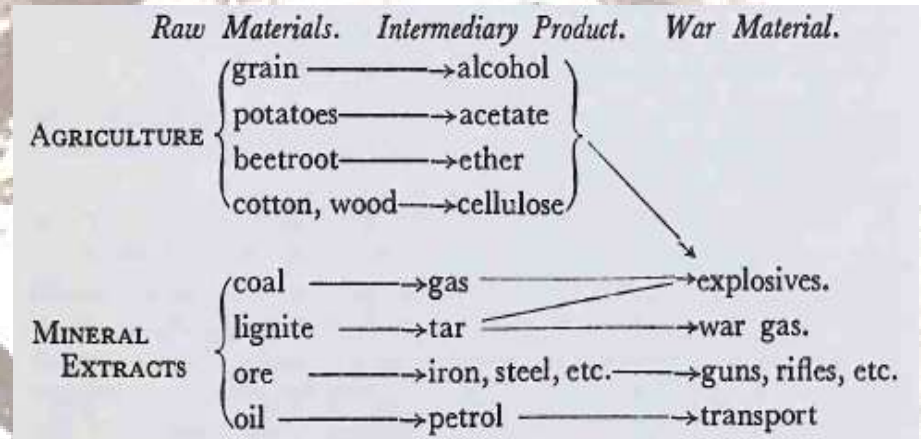 Raw Materials. Intermediary Product. War Material.
grain → alcohol
AGRICULTURE
potatoes → acetate
beetroot → ether
cotton, wood → cellulose
coal → gas → explosives.
MINERAL EXTRACTS
lignite → tar → war gas.
ore → iron, steel, etc. → guns, rifles, etc.
oil → petrol → transport